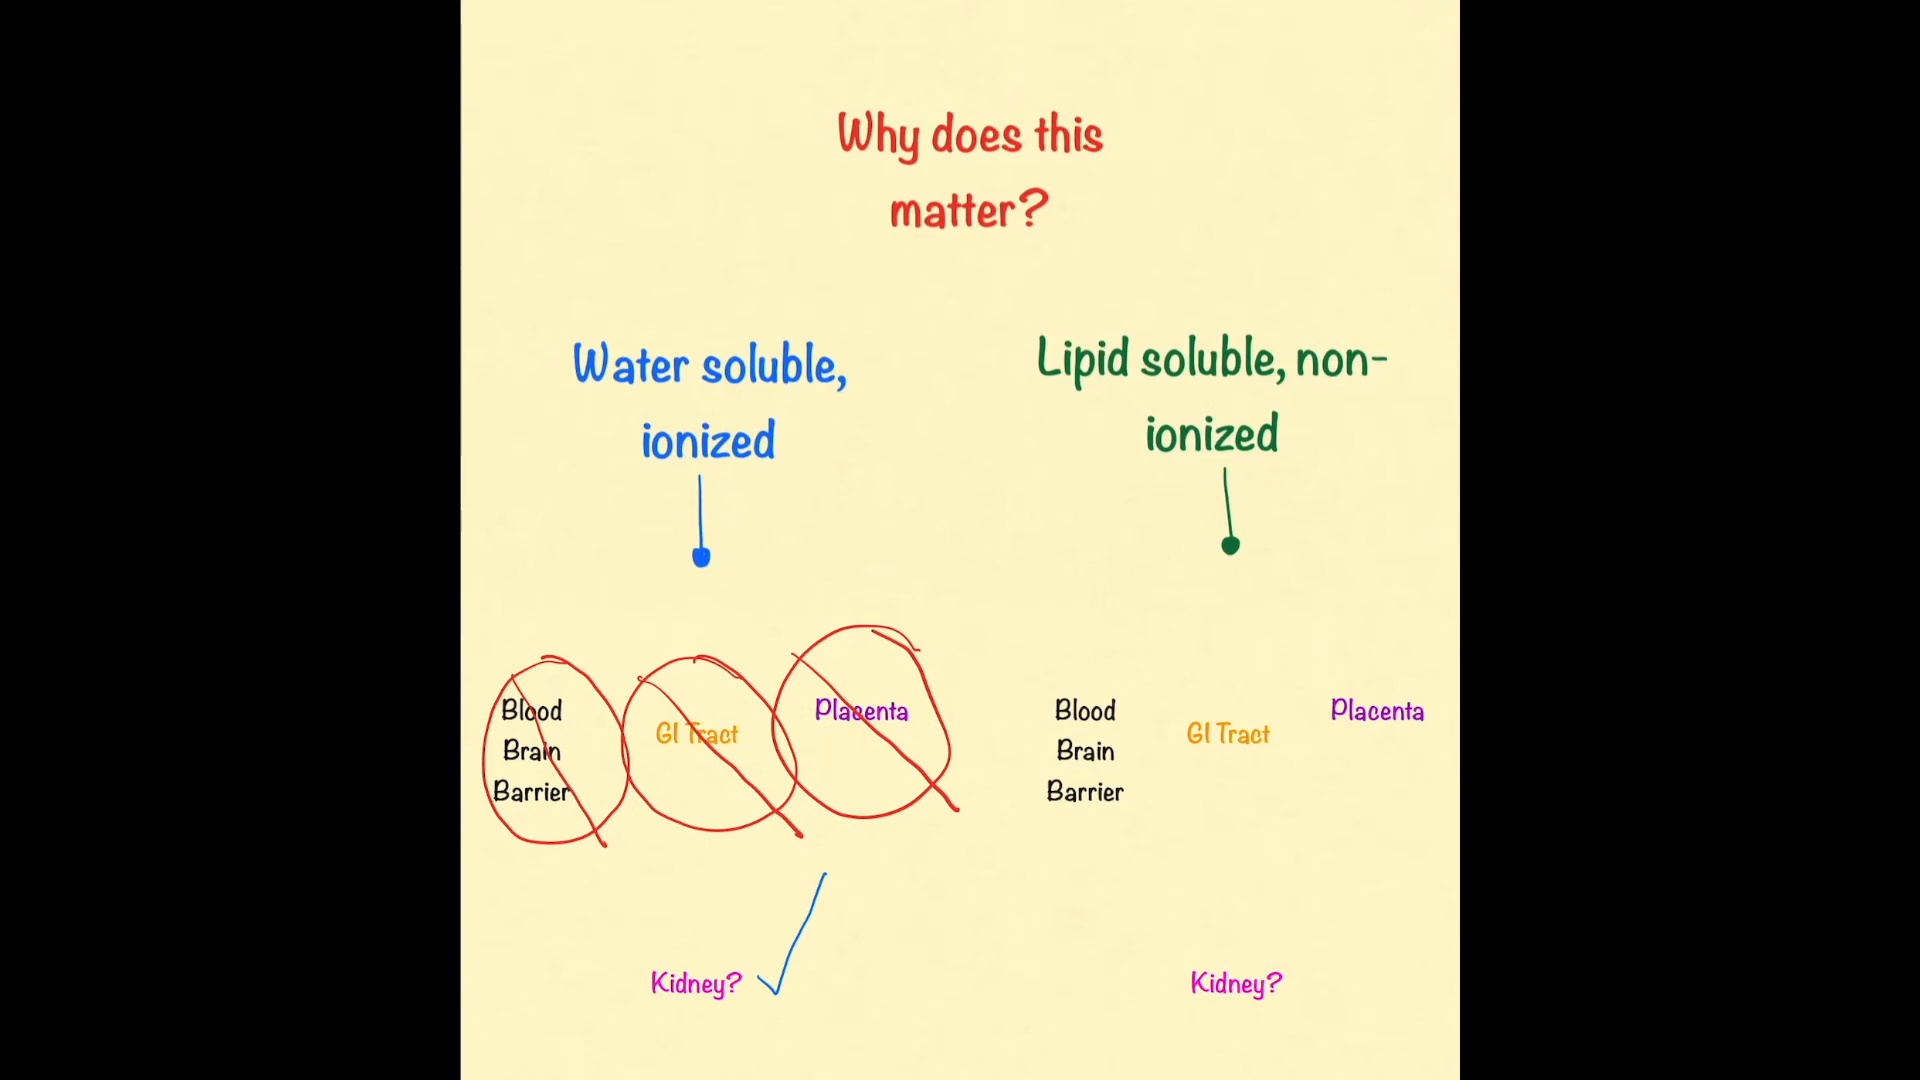 Why does this
matter?
Water soluble,
ionized
Lipid soluble, non-
ionized
Blood
Brain
Barrier
GI Tract
Placenta
Blood
Brain
Barrier
GI Tract
Placenta
Kidney?
Kidney?